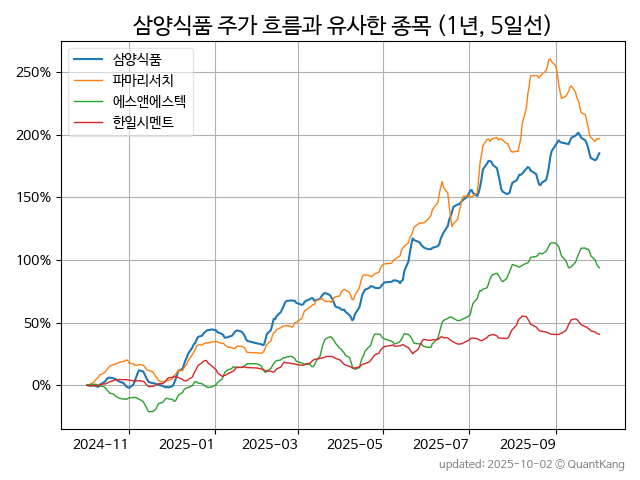 삼양식품 주가 흐름과 유사한 종목 (1년, 5일선)
삼양식품
파마리서치
에스앤에스텍
한일시멘트
250%
200%
150%
100%
50%
0%
2024-11 2025-01 2025-03 2025-05 2025-07 2025-09
updated: 2025-10-02 © QuantKang